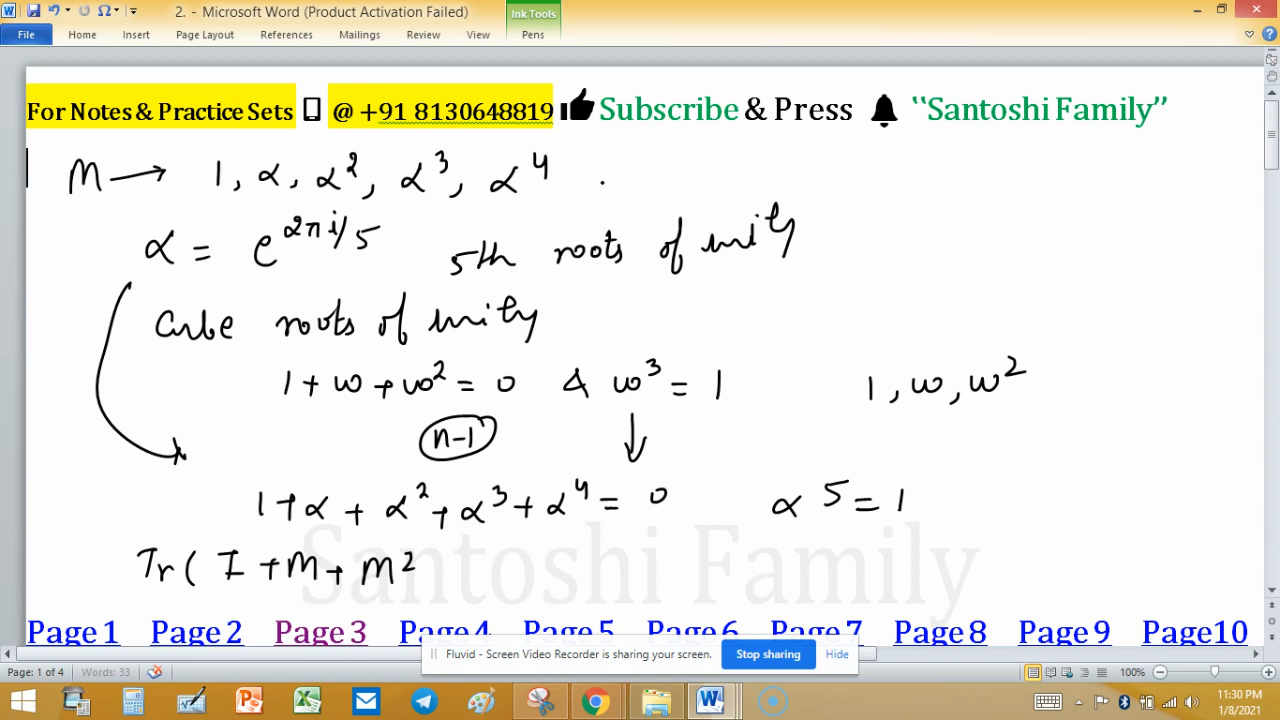 2. - Microsoft Word (Product Activation Failed)
Ink Tools
File Home Insert Page Layout References Mailings Review View Pens
For Notes & Practice Sets @ +91 8130648819 Subscribe & Press ‘‘Santoshi Family’’
M → 1, α, α², α³, α⁴ .
α = e^{2πi/5} 5th roots of unity
Cube roots of unity
1 + ω + ω² = 0 & ω³ = 1 1, ω, ω²
n-1
1 + α + α² + α³ + α⁴ = 0 α⁵ = 1
Tr( I + M + M²
Santoshi Family
Page 1 Page 2 Page 3 Page 4 Page 5 Page 6 Page 7 Page 8 Page 9 Page10
Fluvid - Screen Video Recorder is sharing your screen. Stop sharing Hide
Page: 1 of 4 Words: 33 100%
11:30 PM
1/8/2021